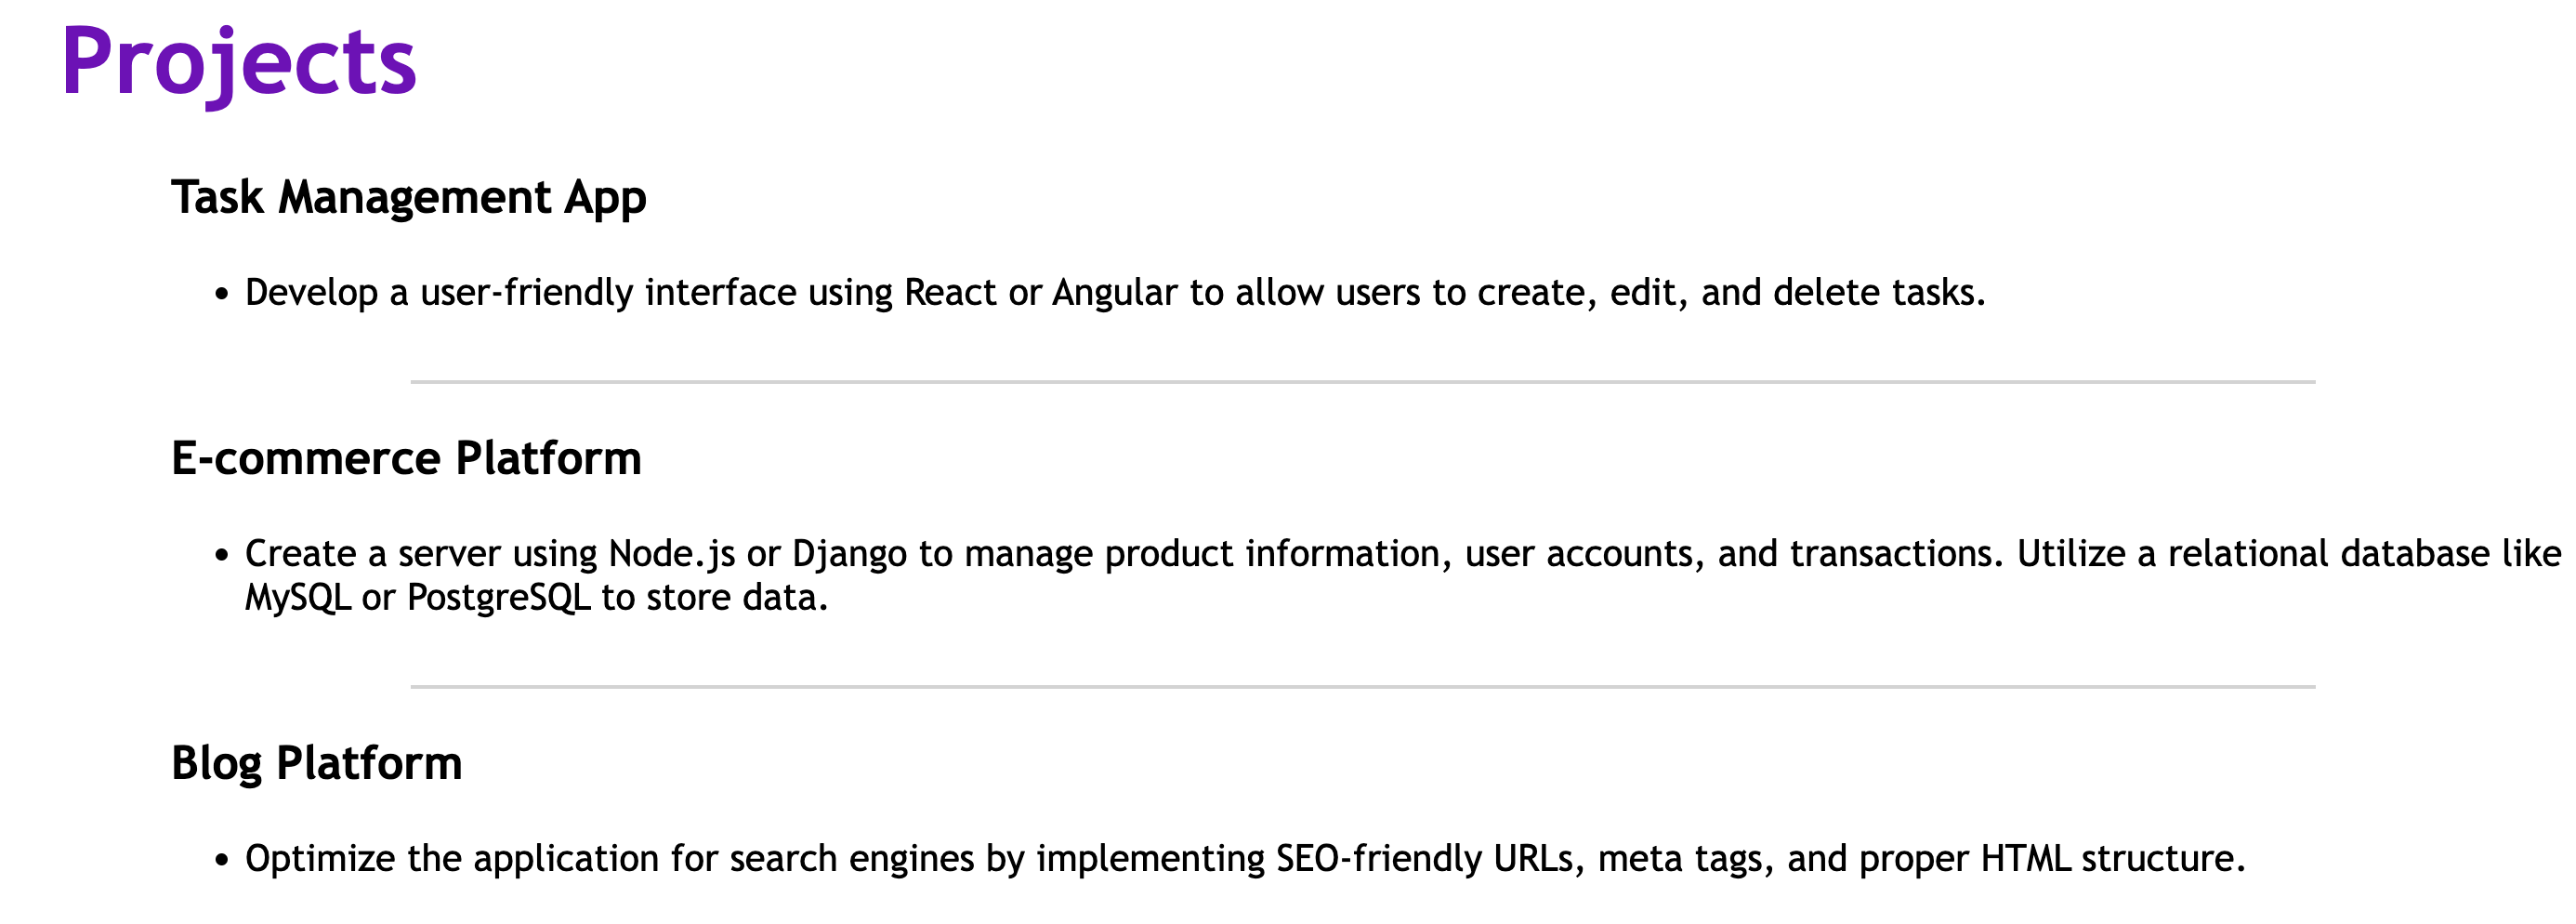 Projects
Task Management App
• Develop a user-friendly interface using React or Angular to allow users to create, edit, and delete tasks.
E-commerce Platform
• Create a server using Node.js or Django to manage product information, user accounts, and transactions. Utilize a relational database like
MySQL or PostgreSQL to store data.
Blog Platform
• Optimize the application for search engines by implementing SEO-friendly URLs, meta tags, and proper HTML structure.